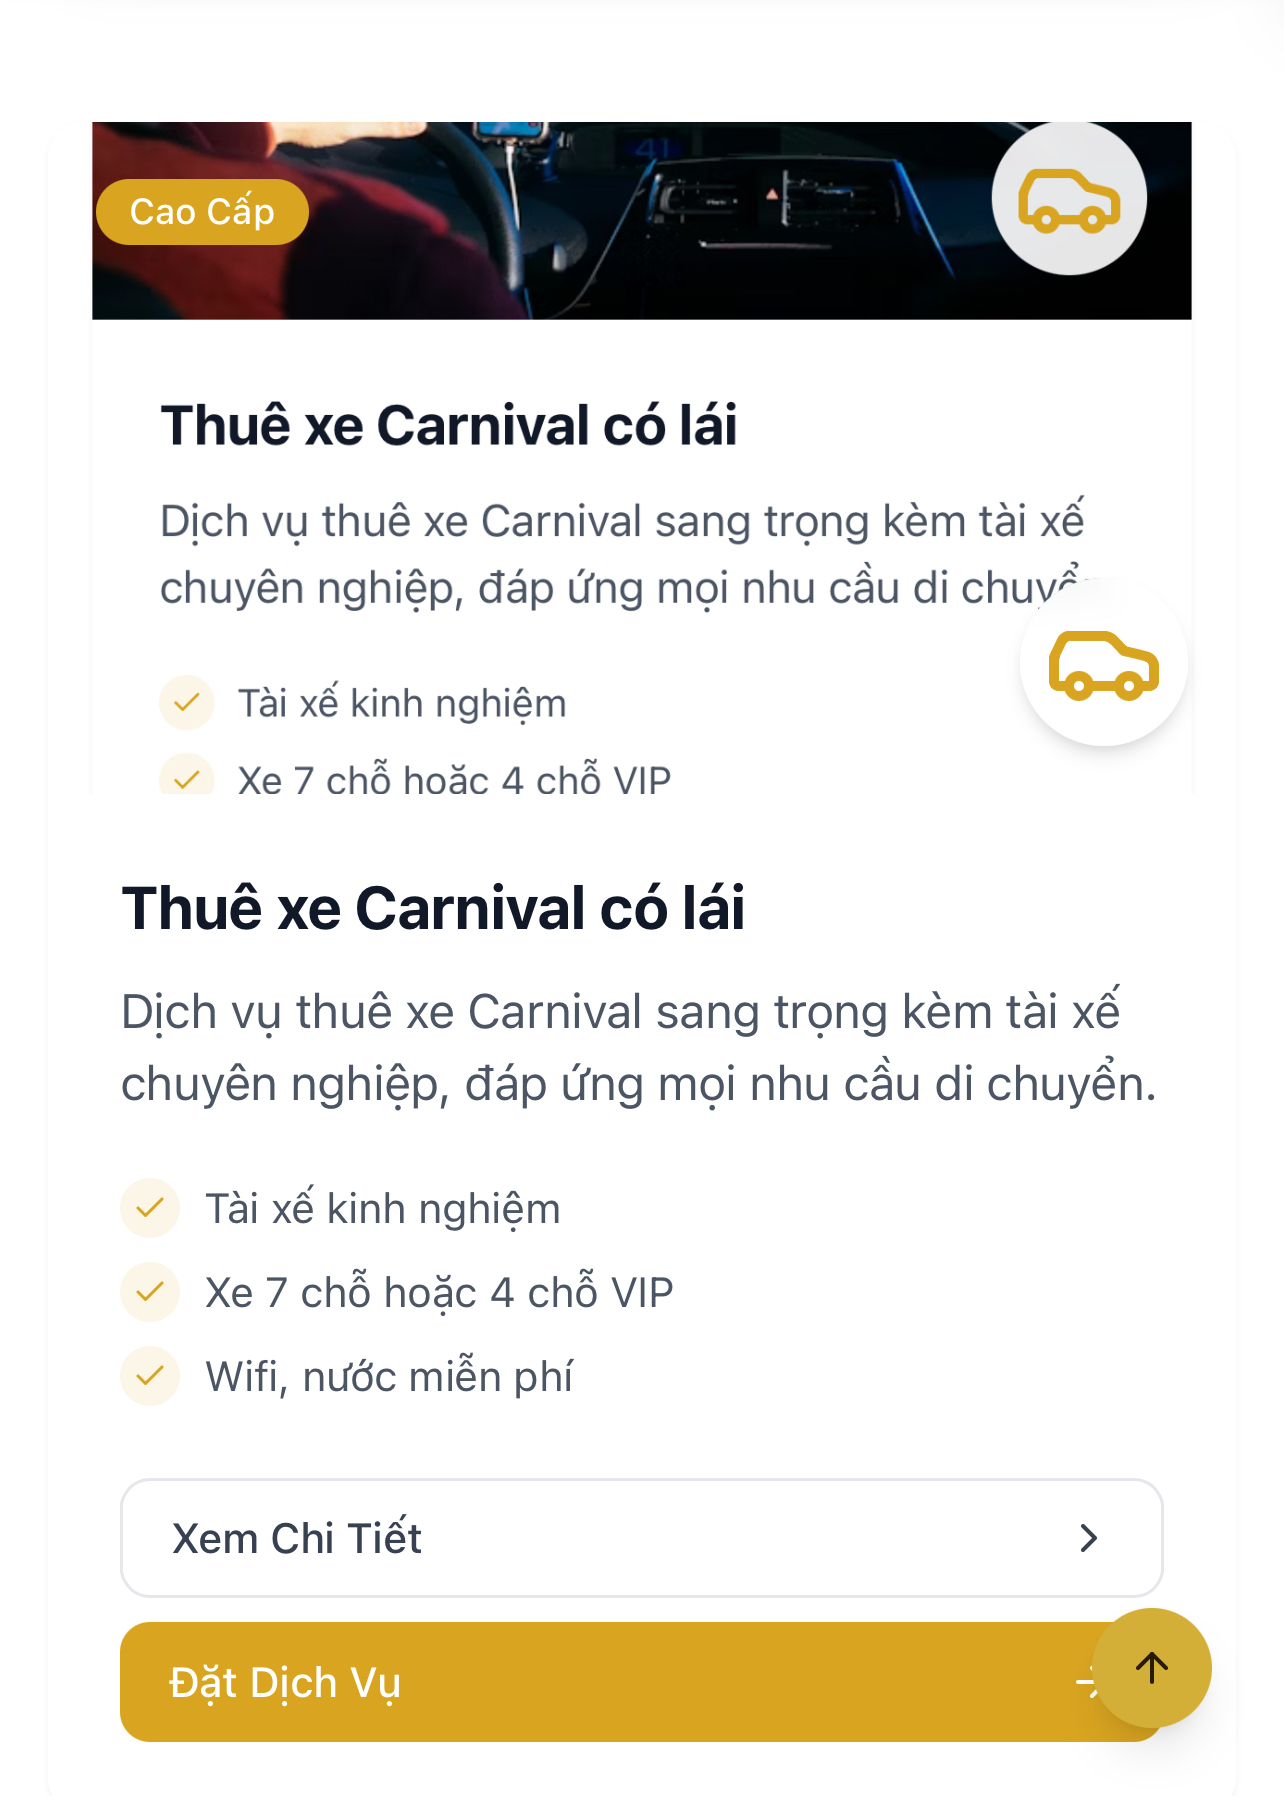 41
Cao Cấp
Thuê xe Carnival có lái
Dịch vụ thuê xe Carnival sang trọng kèm tài xế
chuyên nghiệp, đáp ứng mọi nhu cầu di
Tài xế kinh nghiệm
Xe 7 chỗ hoặc 4 chỗ VIP
Thuê xe Carnival có lái
Dịch vụ thuê xe Carnival sang trọng kèm tài xế
chuyên nghiệp, đáp ứng mọi nhu cầu di chuyển.
Tài xế kinh nghiệm
Xe 7 chỗ hoặc 4 chỗ VIP
Wifi, nước miễn phí
Xem Chi Tiết
Đặt Dịch Vụ